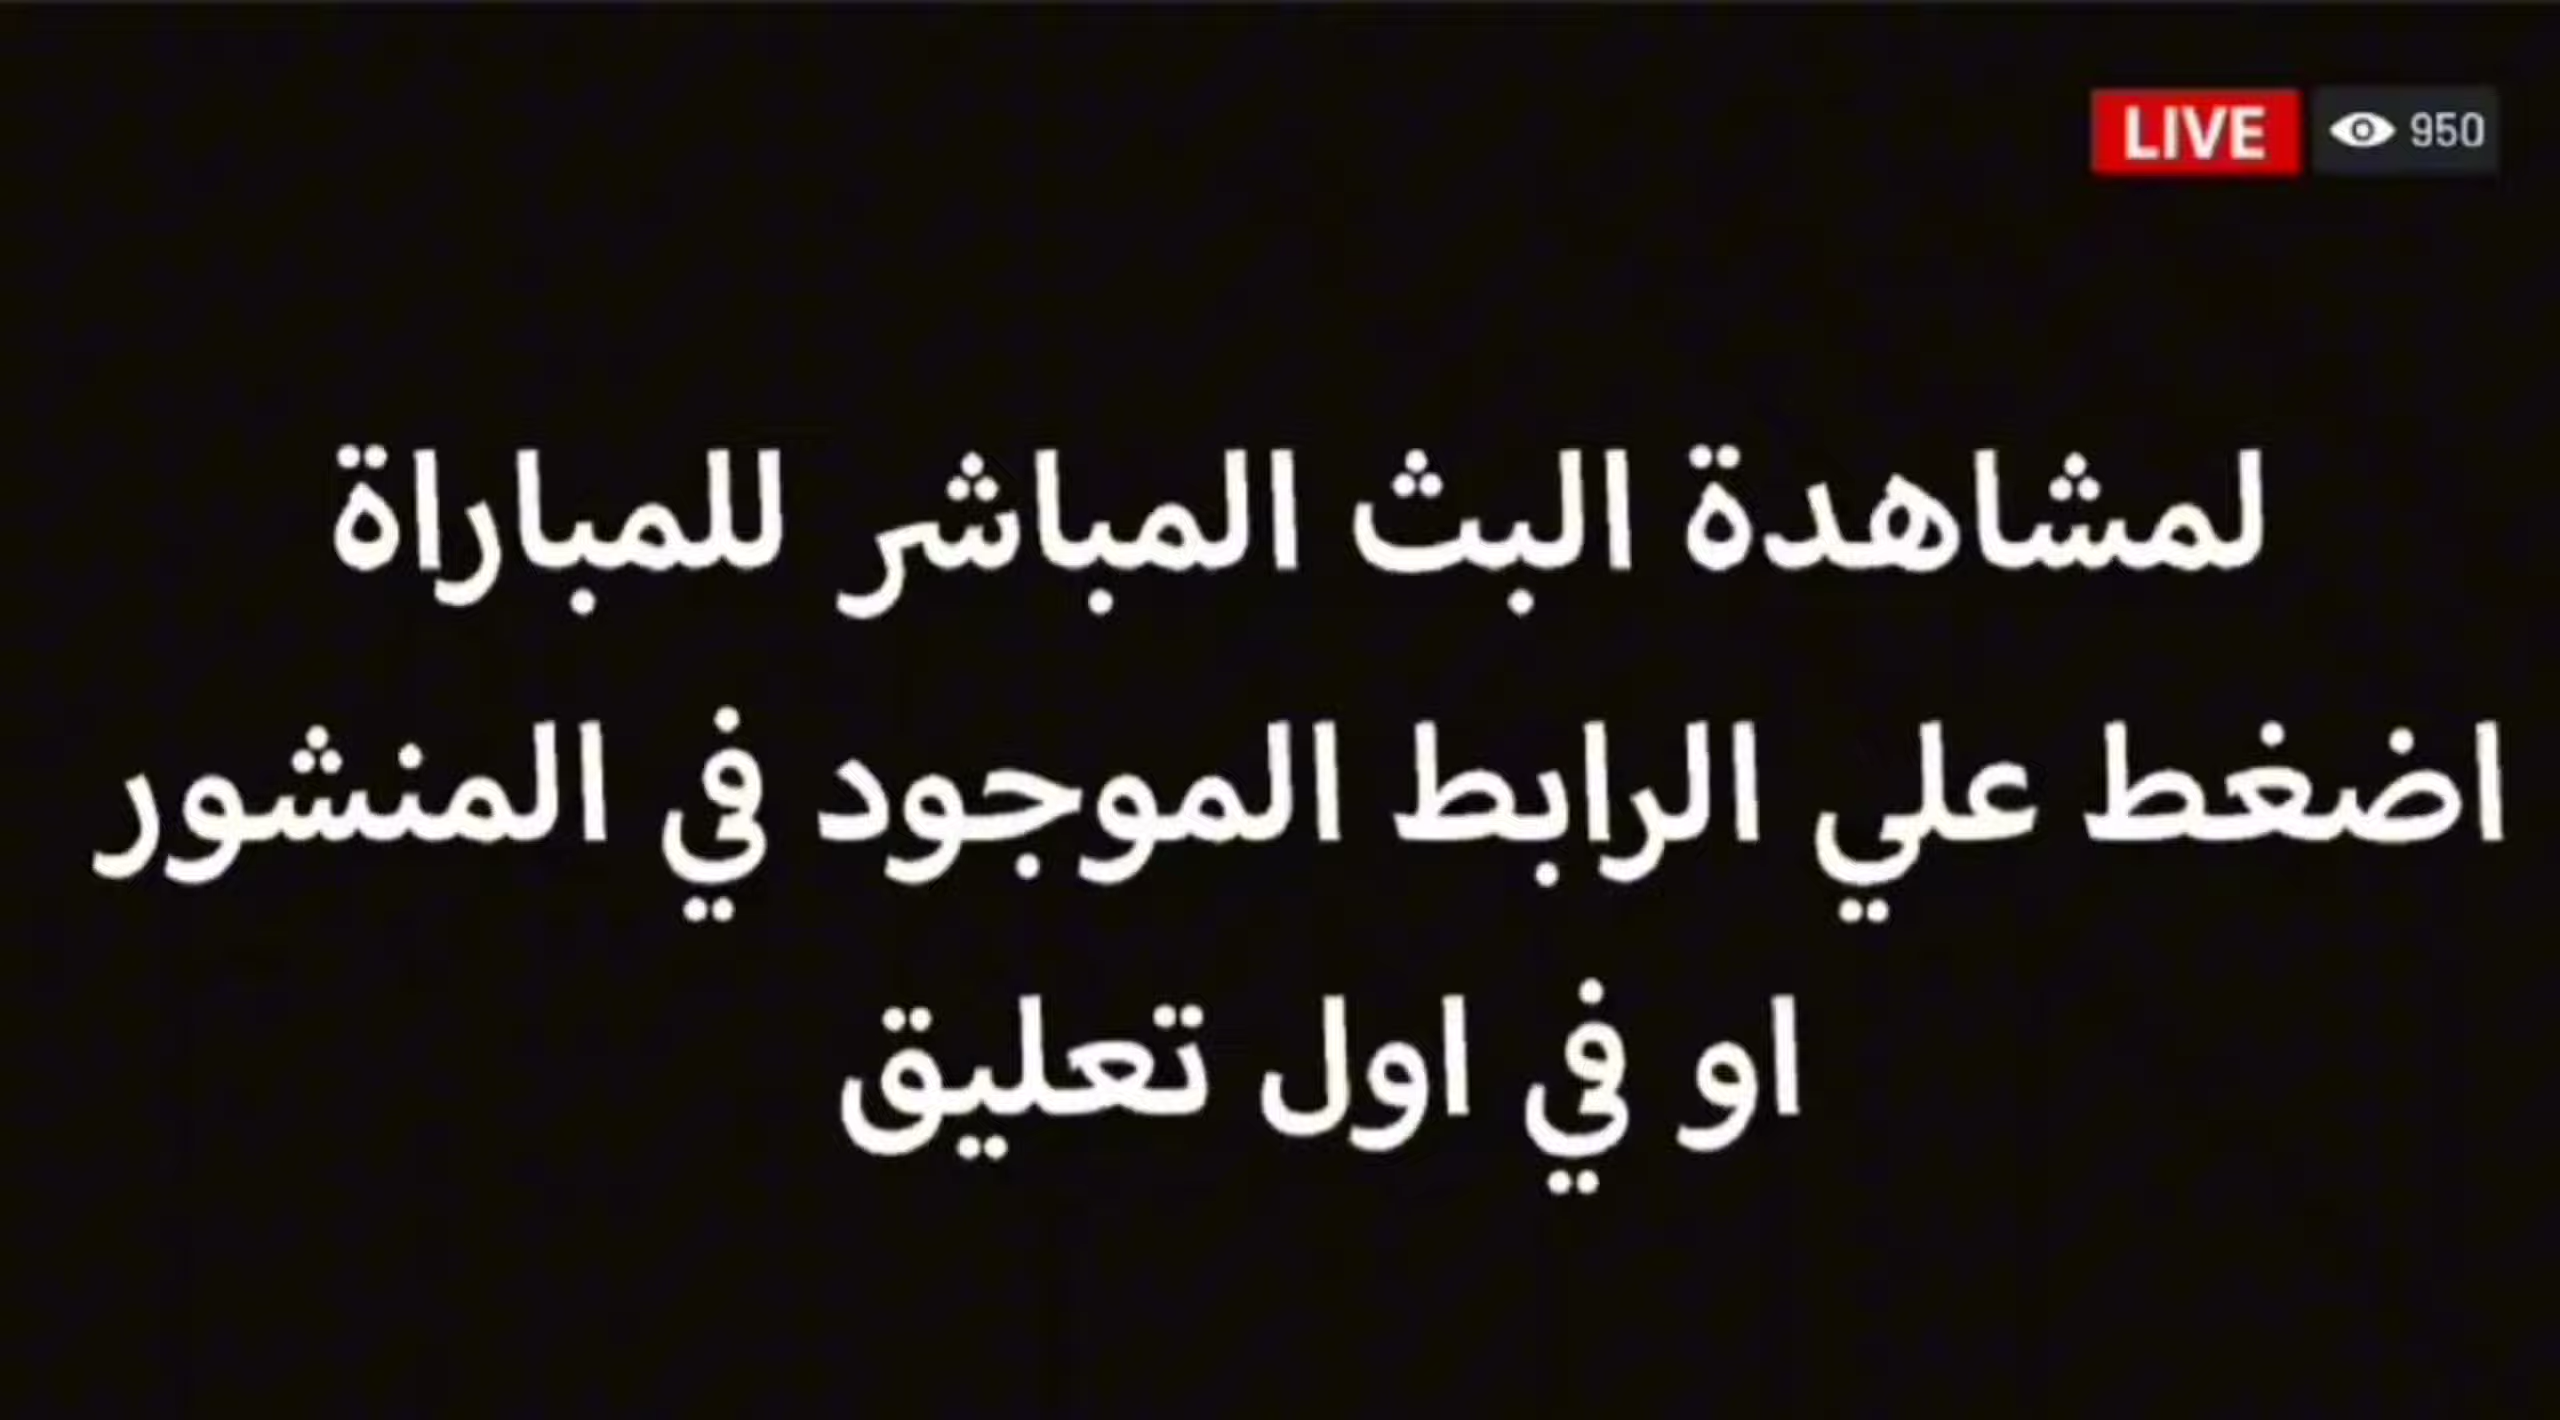 LIVE 950
لمشاهدة البث المباشر للمباراة
اضغط علي الرابط الموجود في المنشور
او في اول تعليق